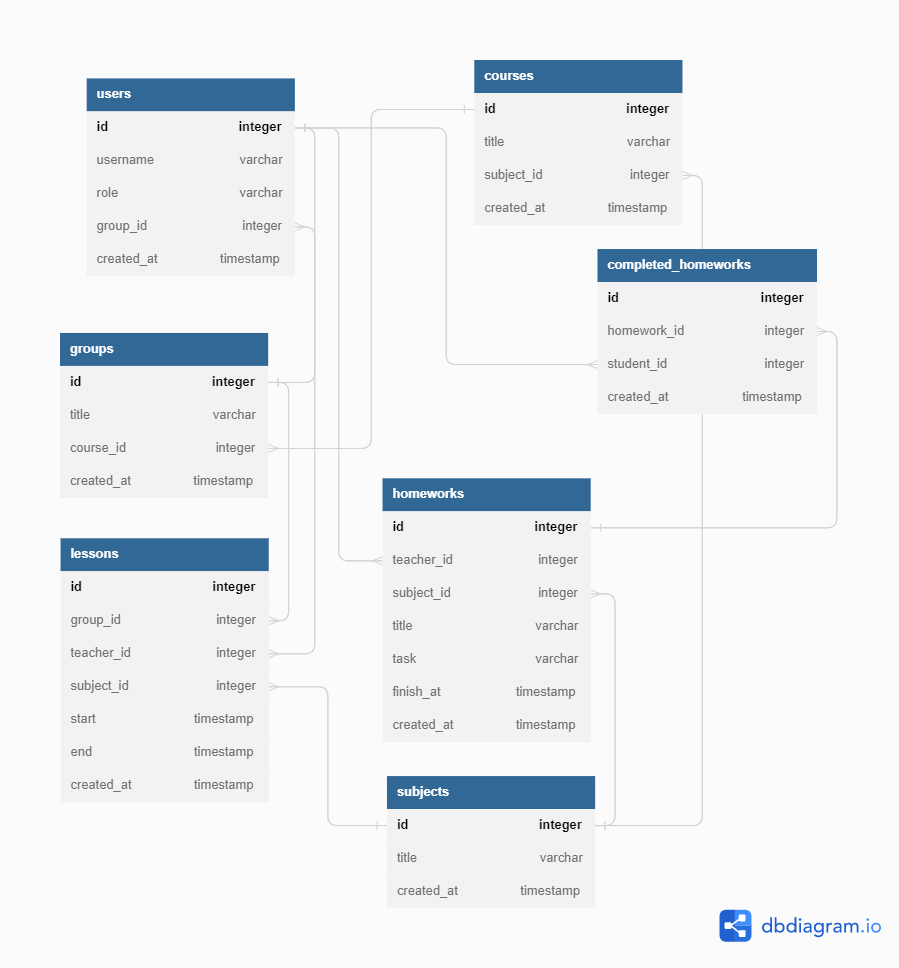 users
id integer
username varchar
role varchar
group_id integer
created_at timestamp
courses
id integer
title varchar
subject_id integer
created_at timestamp
completed_homeworks
id integer
homework_id integer
student_id integer
created_at timestamp
groups
id integer
title varchar
course_id integer
created_at timestamp
homeworks
id integer
teacher_id integer
subject_id integer
title varchar
task varchar
finish_at timestamp
created_at timestamp
lessons
id integer
group_id integer
teacher_id integer
subject_id integer
start timestamp
end timestamp
created_at timestamp
subjects
id integer
title varchar
created_at timestamp
dbdiagram.io